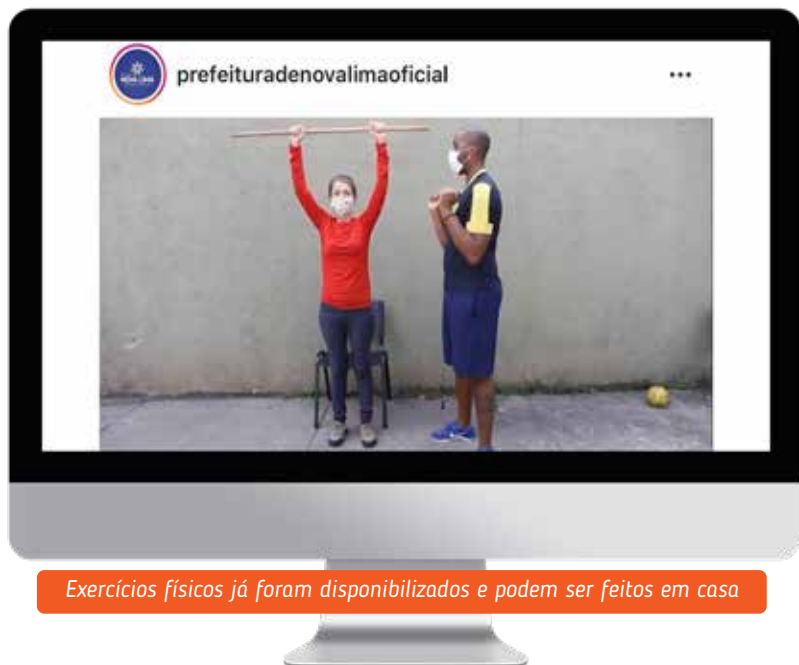 prefeituradenovalimaoficial
Exercícios físicos já foram disponibilizados e podem ser feitos em casa